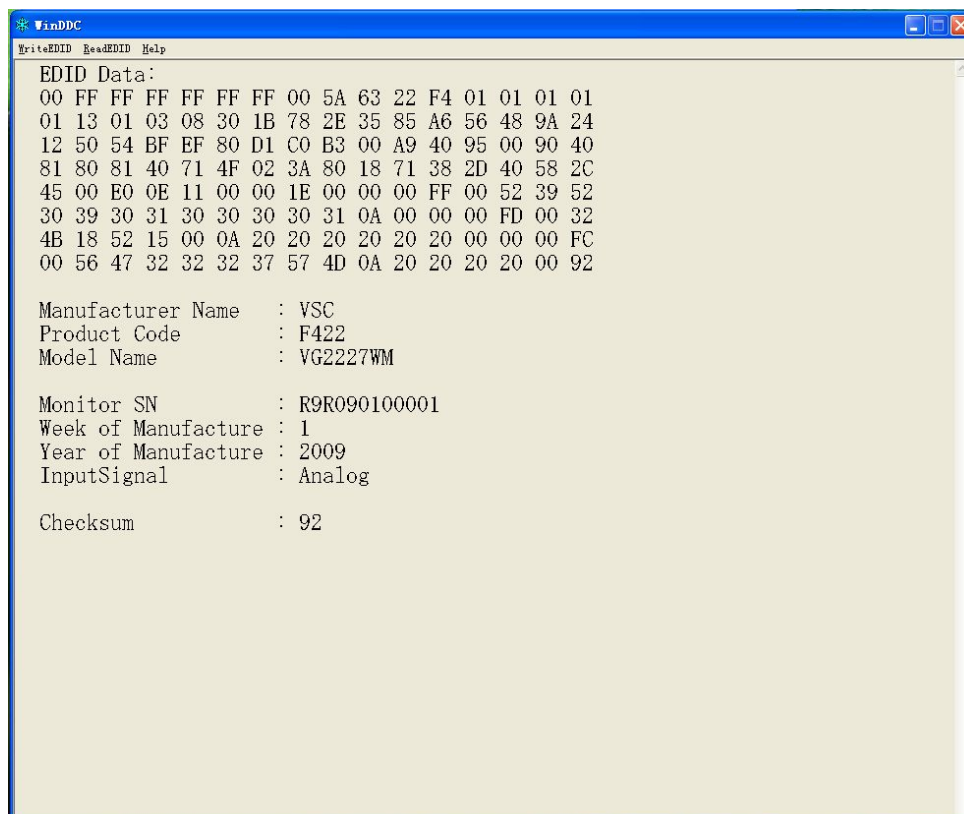 WinDDC
WriteEDID ReadEDID Help
EDID Data:
00 FF FF FF FF FF FF 00 5A 63 22 F4 01 01 01 01
01 13 01 03 08 30 1B 78 2E 35 85 A6 56 48 9A 24
12 50 54 BF EF 80 D1 C0 B3 00 A9 40 95 00 90 40
81 80 81 40 71 4F 02 3A 80 18 71 38 2D 40 58 2C
45 00 E0 0E 11 00 00 1E 00 00 00 FF 00 52 39 52
30 39 30 31 30 30 30 30 31 0A 00 00 00 FD 00 32
4B 18 52 15 00 0A 20 20 20 20 20 20 00 00 00 FC
00 56 47 32 32 32 37 57 4D 0A 20 20 20 20 00 92
Manufacturer Name : VSC
Product Code : F422
Model Name : VG2227WM
Monitor SN : R9R090100001
Week of Manufacture : 1
Year of Manufacture : 2009
InputSignal : Analog
Checksum : 92